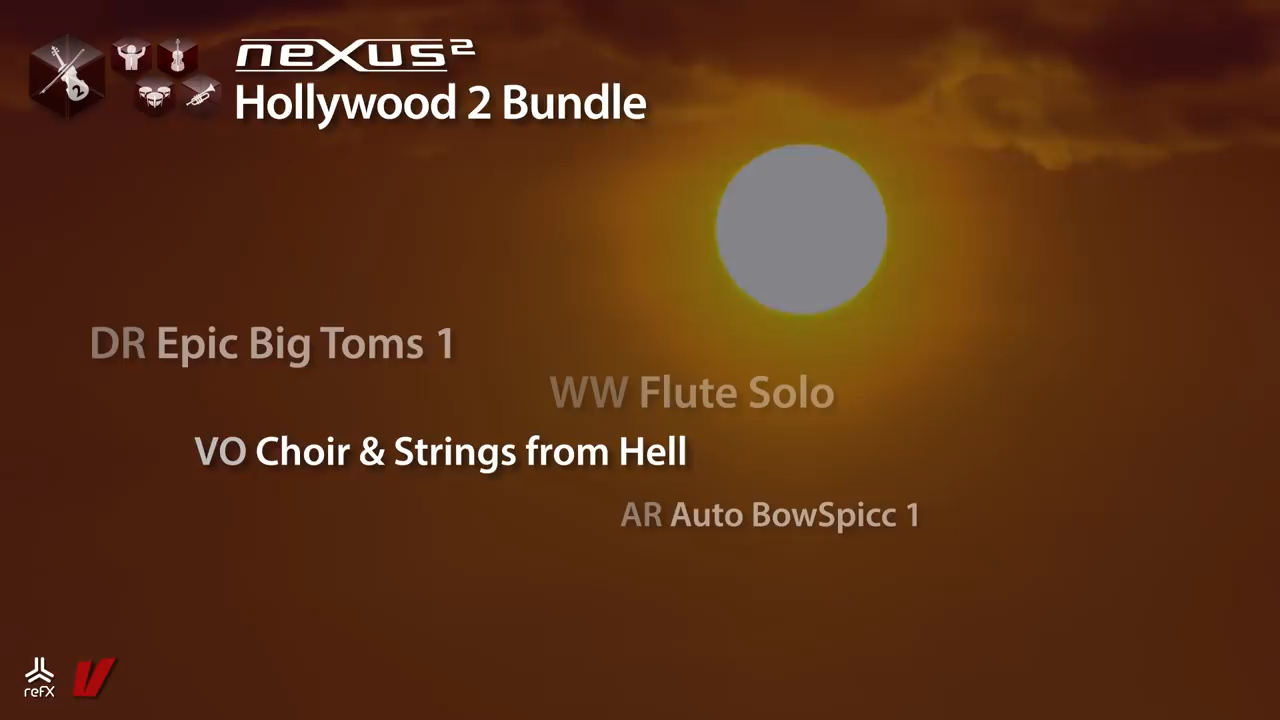 nexus²
Hollywood 2 Bundle
2
DR Epic Big Toms 1
WW Flute Solo
VO Choir & Strings from Hell
AR Auto BowSpicc 1
refX
V